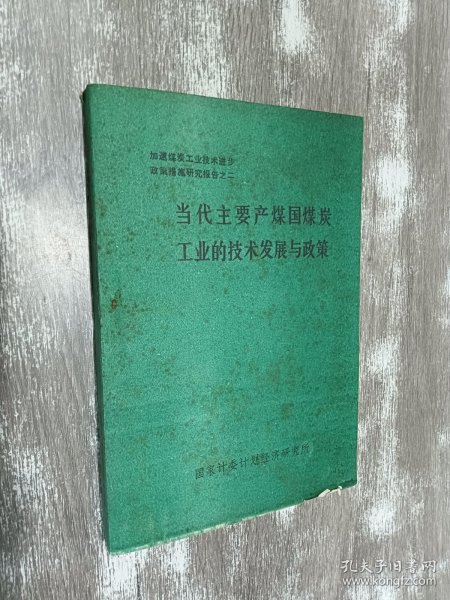 加速煤炭工业技术进步
政策措施研究报告之二
当代主要产煤国煤炭
工业的技术发展与政策
国家计委计划经济研究所
孔夫子旧书网
www.kongfz.com